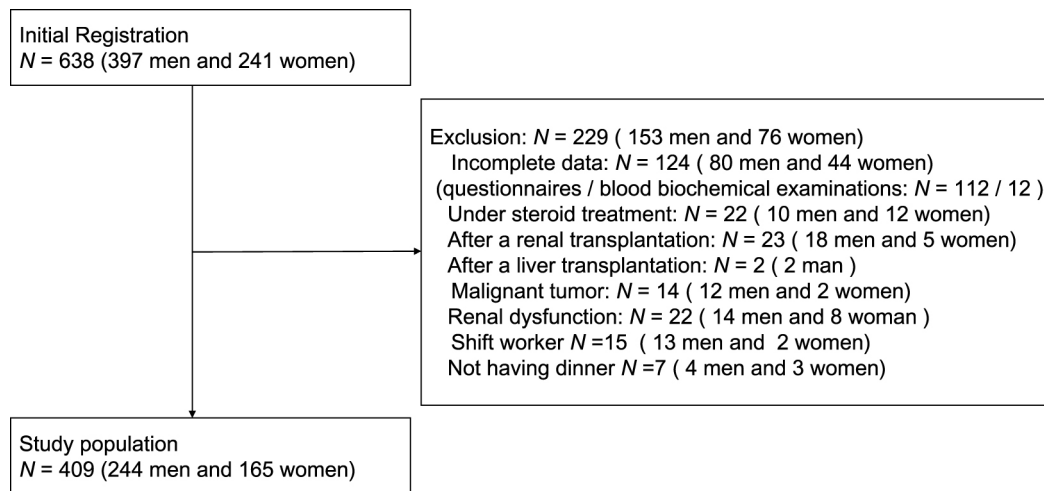 Initial Registration
N = 638 (397 men and 241 women)
Exclusion: N = 229 ( 153 men and 76 women)
Incomplete data: N = 124 ( 80 men and 44 women)
(questionnaires / blood biochemical examinations: N = 112 / 12 )
Under steroid treatment: N = 22 ( 10 men and 12 women)
After a renal transplantation: N = 23 ( 18 men and 5 women)
After a liver transplantation: N = 2 ( 2 man )
Malignant tumor: N = 14 ( 12 men and 2 women)
Renal dysfunction: N = 22 ( 14 men and 8 woman )
Shift worker N =15 ( 13 men and 2 women)
Not having dinner N =7 ( 4 men and 3 women)
Study population
N = 409 (244 men and 165 women)